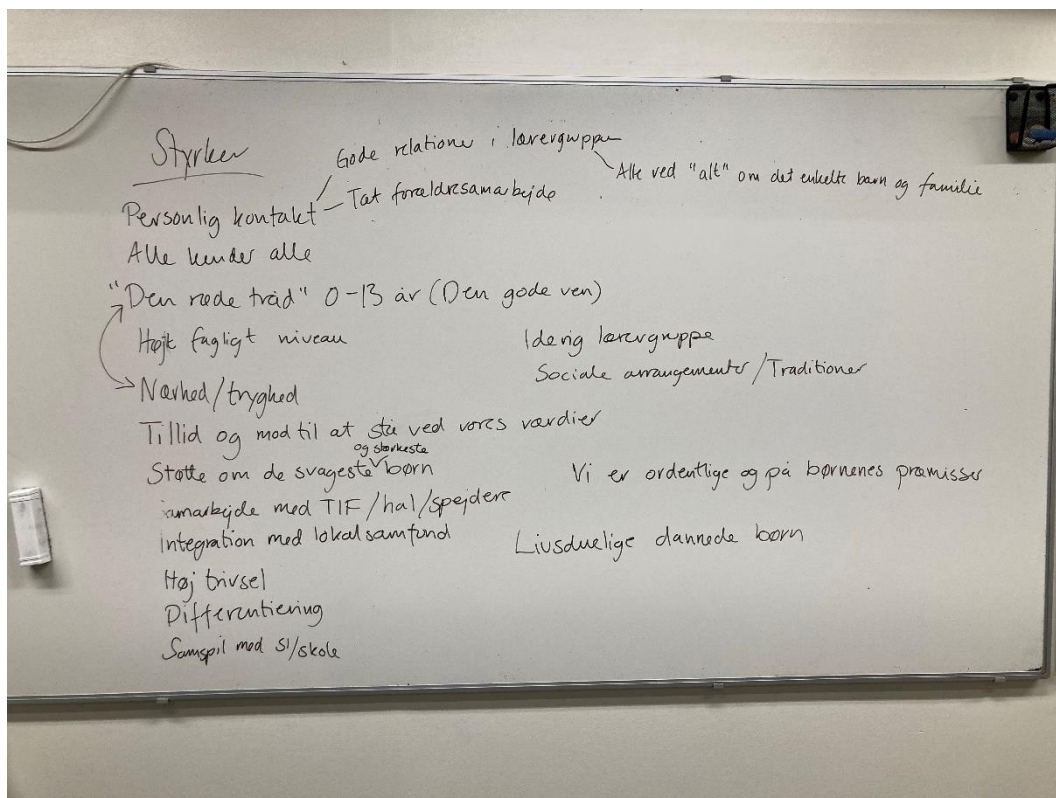 Styrker
Gode relationer i lærergruppe
Alle ved "alt" om det enkelte barn og familie
Personlig kontakt
Tæt forældresamarbejde
Alle kender alle
"Den røde tråd" 0-13 år (Den gode ven)
Højt fagligt niveau
Iderig lærergruppe
Sociale arrangementer/Traditioner
Nærhed/tryghed
Tillid og mod til at stå ved vores værdier
og stærkeste
Støtte om de svageste børn
Vi er ordentlige og på børnenes præmisser
amarbejde med TIF/hal/spejdere
integration med lokalsamfund
Livsduelige dannede børn
Høj trivsel
Differentiering
Samspil med SI/skole